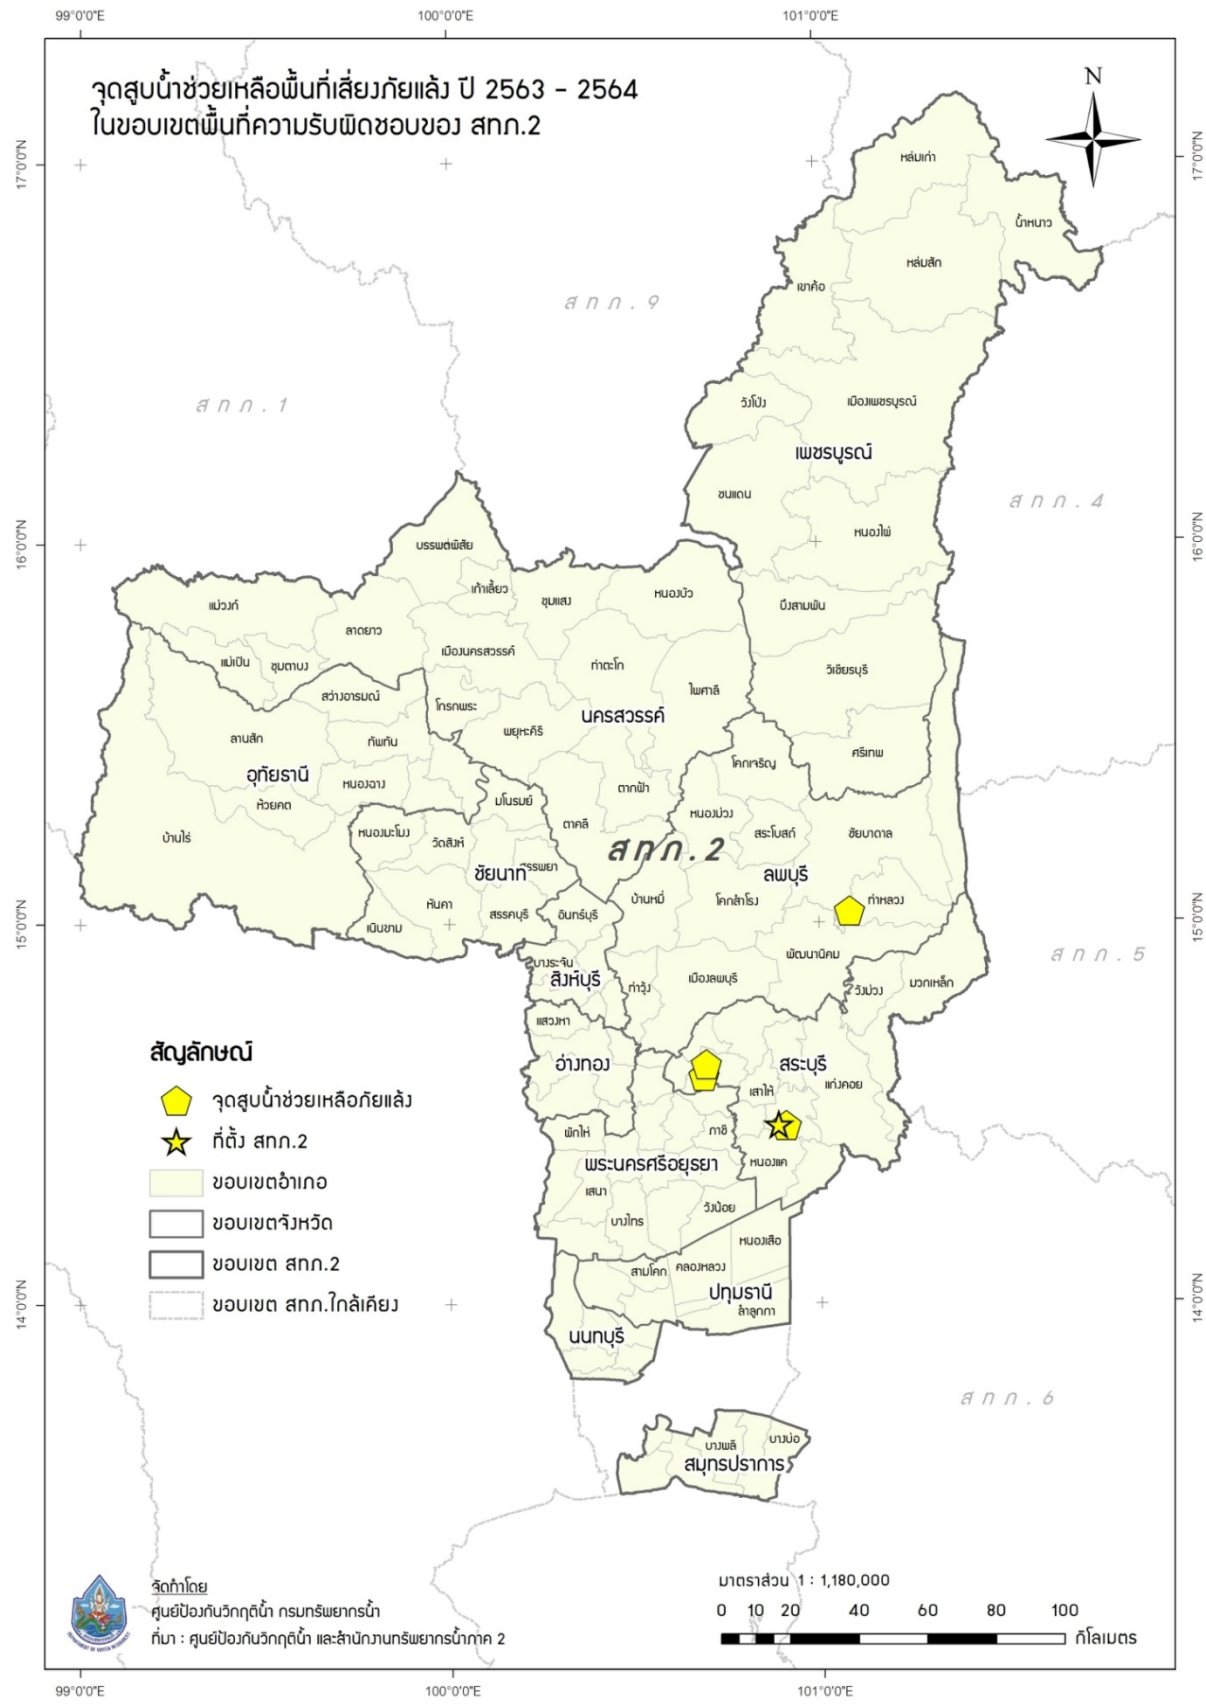 99°0'0"E 100°0'0"E 101°0'0"E
จุดสูบน้ำช่วยเหลือพื้นที่เสี่ยงภัยแล้ง ปี 2563 - 2564
ในขอบเขตพื้นที่ความรับผิดชอบของ สทภ.2
N
17°0'0"N 17°0'0"N
หล่มเก่า
น้ำหนาว
หล่มสัก
เขาค้อ
สทภ.9
สทภ.1
วังโป่ง
เมืองเพชรบูรณ์
เพชรบูรณ์
ชนแดน
สทภ.4
หนองไผ่
16°0'0"N 16°0'0"N
บรรพตพิสัย
เก้าเลี้ยว
ชุมแสง
หนองบัว
บึงสามพัน
แม่วงก์
ลาดยาว
เมืองนครสวรรค์
แม่เปิน
ชุมตาบง
ท่าตะโก
วิเชียรบุรี
สว่างอารมณ์
ไพศาลี
โกรกพระ
นครสวรรค์
พยุหะคีรี
ลานสัก
ทัพทัน
ศรีเทพ
โคกเจริญ
อุทัยธานี
หนองฉาง
ตากฟ้า
ห้วยคต
มโนรมย์
หนองม่วง
บ้านไร่
หนองมะโมง
วัดสิงห์
ตาคลี
สระโบสถ์
ชัยบาดาล
สทภ.2
สรรพยา
ชัยนาท
ลพบุรี
หันคา
สรรคบุรี
อินทร์บุรี
บ้านหมี่
โคกสำโรง
ท่าหลวง
15°0'0"N 15°0'0"N
เนินขาม
พัฒนานิคม
สทภ.5
บางระจัน
สิงห์บุรี
ท่าวุ้ง
เมืองลพบุรี
วังม่วง
มวกเหล็ก
แสวงหา
สัญลักษณ์
อ่างทอง
สระบุรี
จุดสูบน้ำช่วยเหลือภัยแล้ง
เสาไห้
แก่งคอย
ที่ตั้ง สทภ.2
ผักไห่
ภาชี
ขอบเขตอำเภอ
พระนครศรีอยุธยา
หนองแค
เสนา
ขอบเขตจังหวัด
บางไทร
วังน้อย
หนองเสือ
ขอบเขต สทภ.2
สามโคก
คลองหลวง
ขอบเขต สทภ.ใกล้เคียง
ปทุมธานี
ลำลูกกา
14°0'0"N 14°0'0"N
นนทบุรี
สทภ.6
บางพลี
บางบ่อ
สมุทรปราการ
จัดทำโดย
ศูนย์ป้องกันวิกฤติน้ำ กรมทรัพยากรน้ำ
ที่มา : ศูนย์ป้องกันวิกฤติน้ำ และสำนักงานทรัพยากรน้ำภาค 2
มาตราส่วน 1 : 1,180,000
0 10 20 40 60 80 100
กิโลเมตร
99°0'0"E 100°0'0"E 101°0'0"E